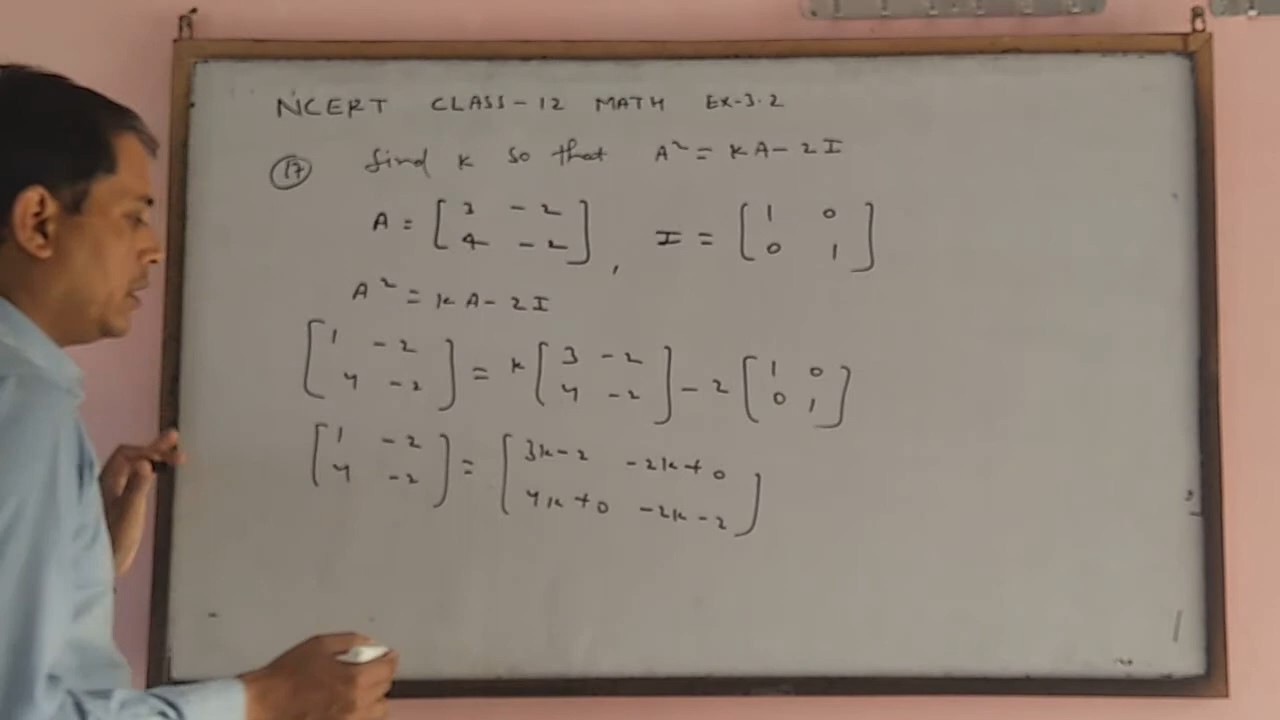 NCERT CLASS-12 MATH EX-3.2
(17) find k so that A² = KA - 2I
A = [3 -2; 4 -2], I = [1 0; 0 1]
A² = KA - 2I
[1 -2; 4 -2] = k[3 -2; 4 -2] - 2[1 0; 0 1]
[1 -2; 4 -2] = [3k-2 -2k+0; 4k+0 -2k-2]